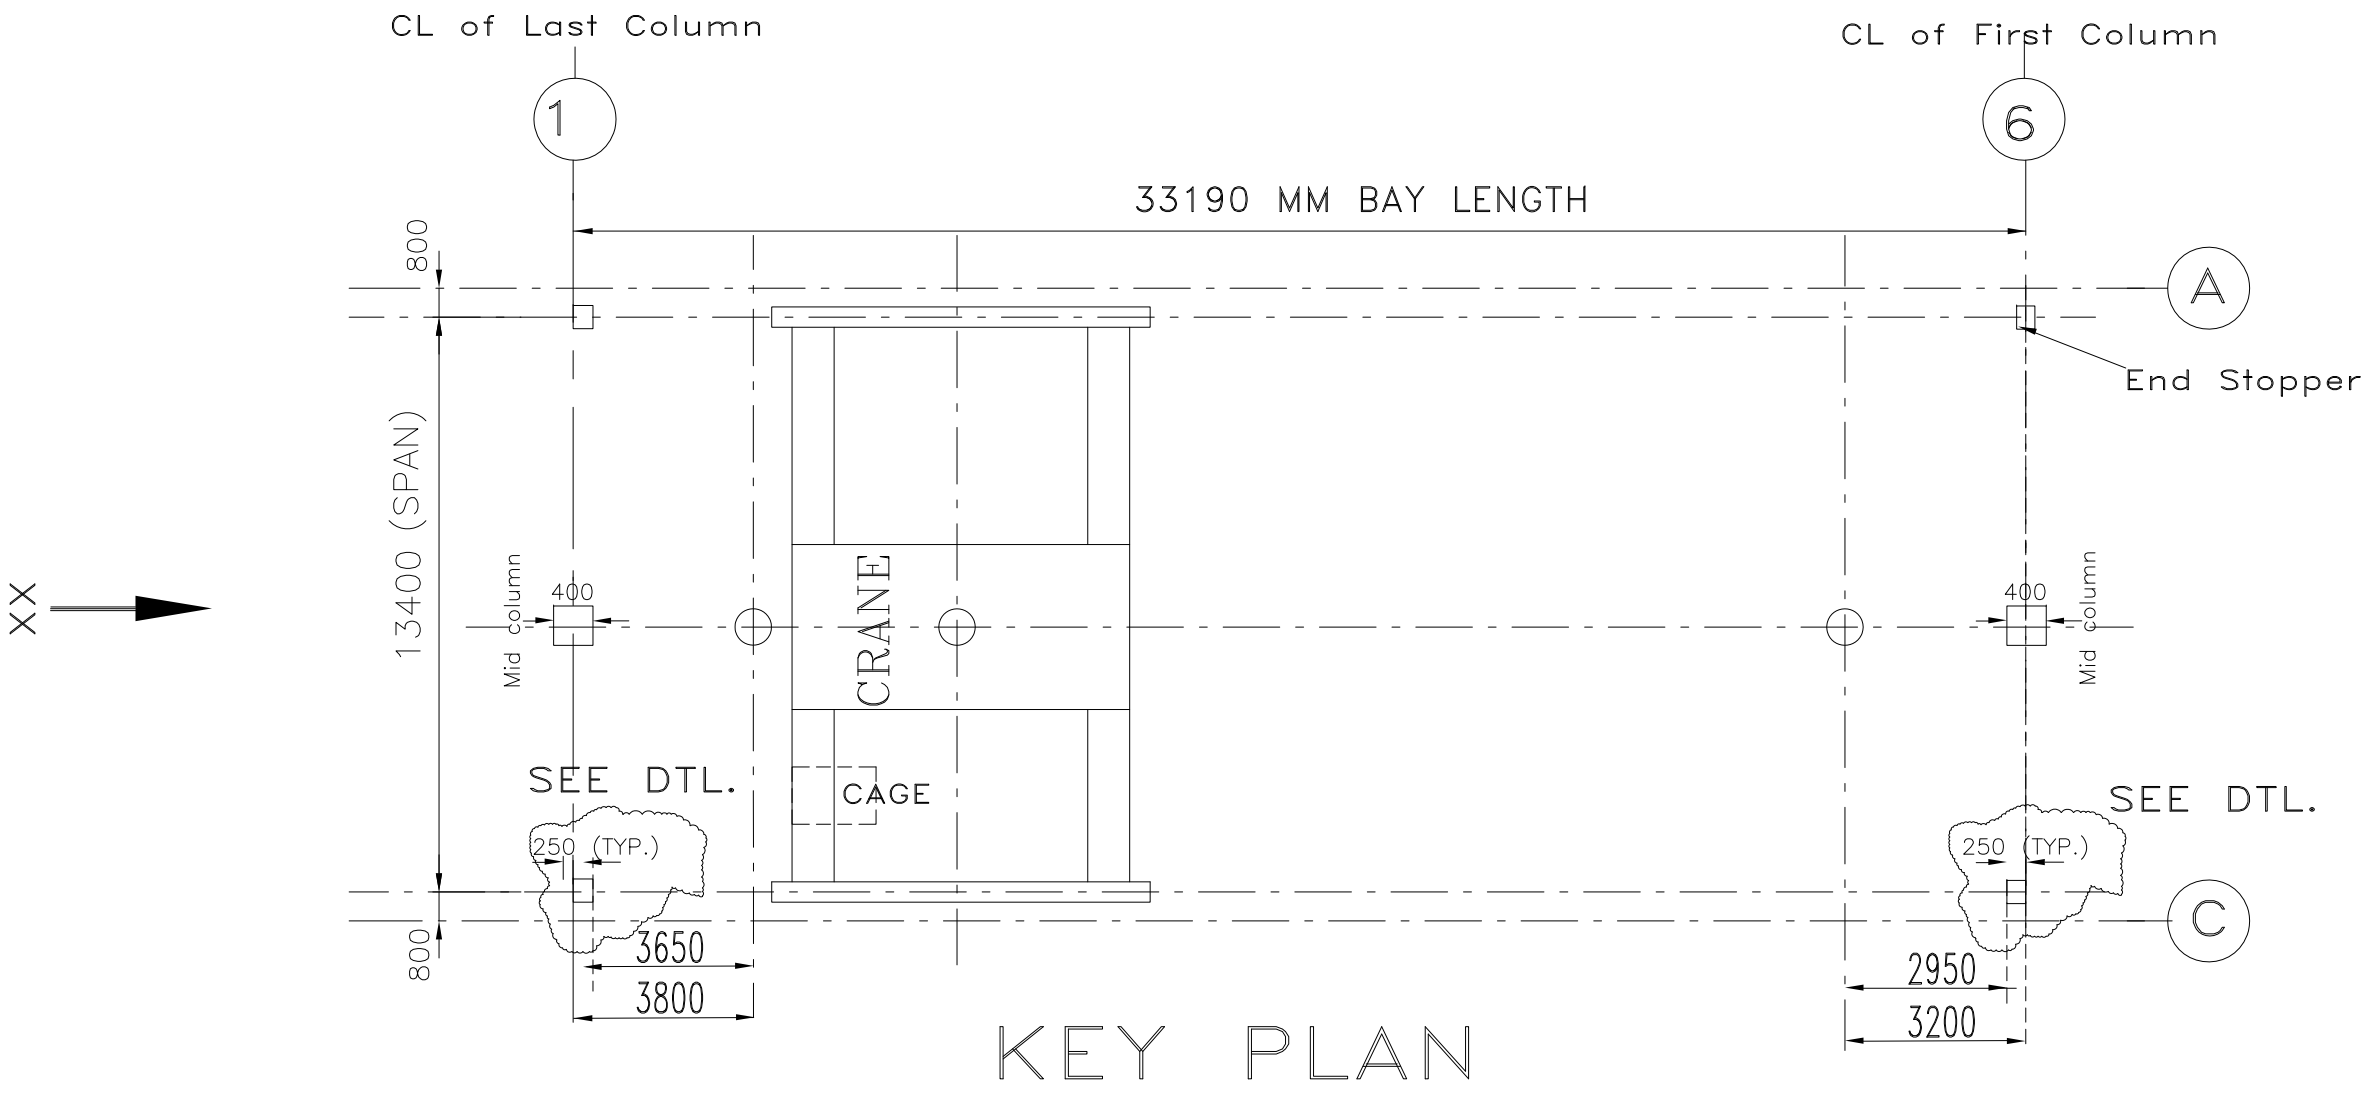 CL of Last Column
CL of First Column
1
6
33190 MM BAY LENGTH
800
A
End Stopper
13400 (SPAN)
XX
Mid column
400
CRANE
400
Mid column
SEE DTL.
CAGE
SEE DTL.
250 (TYP.)
250 (TYP.)
C
800
3650
2950
3800
3200
KEY PLAN